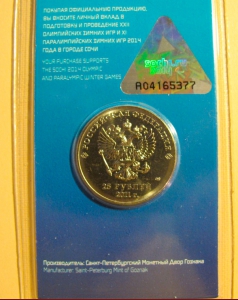 ПОКУПАЯ ОФИЦИАЛЬНУЮ ПРОДУКЦИЮ,
ВЫ ВНОСИТЕ ЛИЧНЫЙ ВКЛАД В
ПОДГОТОВКУ И ПРОВЕДЕНИЕ XXII
ОЛИМПИЙСКИХ ЗИМНИХ ИГР И XI
ПАРАЛИМПИЙСКИХ ЗИМНИХ ИГР 2014
ГОДА В ГОРОДЕ СОЧИ
YOUR PURCHASE SUPPORTS
THE SOCHI 2014 OLYMPIC
AND PARALYMPIC WINTER GAMES
A04165377
РОССИЙСКАЯ ФЕДЕРАЦИЯ
25 РУБЛЕЙ
2011 г.
Производитель: Санкт-Петербургский Монетный Двор Гознака
Manufacturer: Saint-Petersburg Mint of Goznak